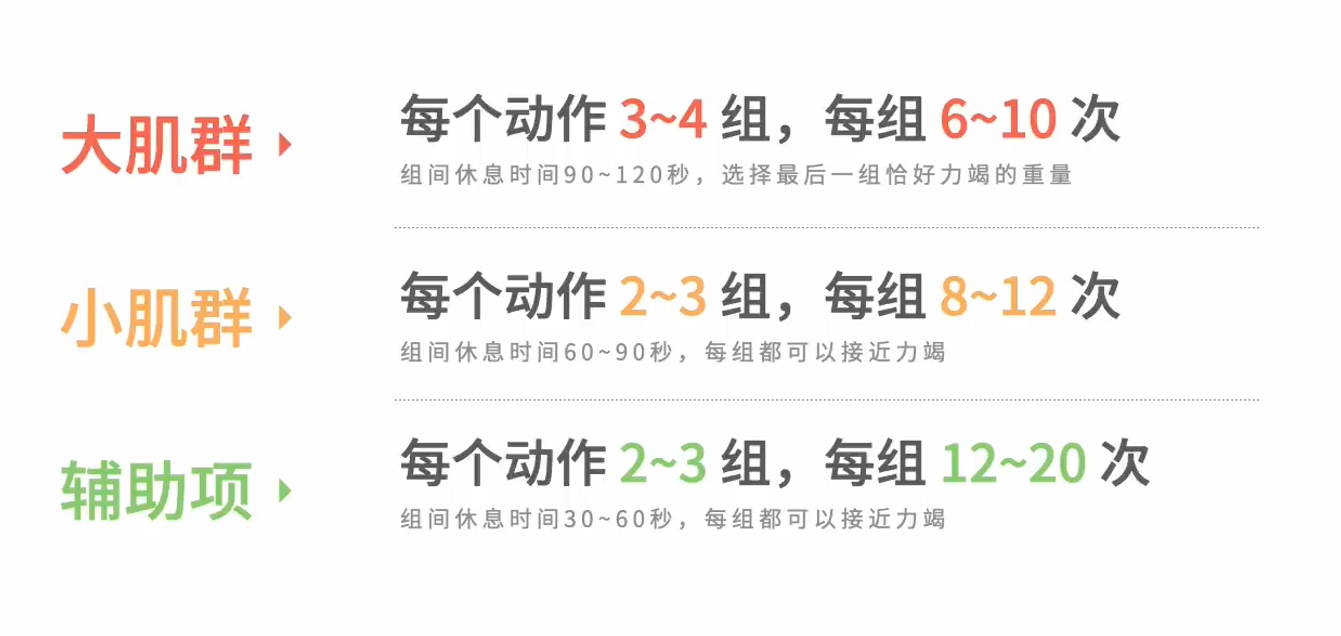 大肌群
每个动作 3~4 组，每组 6~10 次
组间休息时间90~120秒，选择最后一组恰好力竭的重量
小肌群
每个动作 2~3 组，每组 8~12 次
组间休息时间60~90秒，每组都可以接近力竭
辅助项
每个动作 2~3 组，每组 12~20 次
组间休息时间30~60秒，每组都可以接近力竭